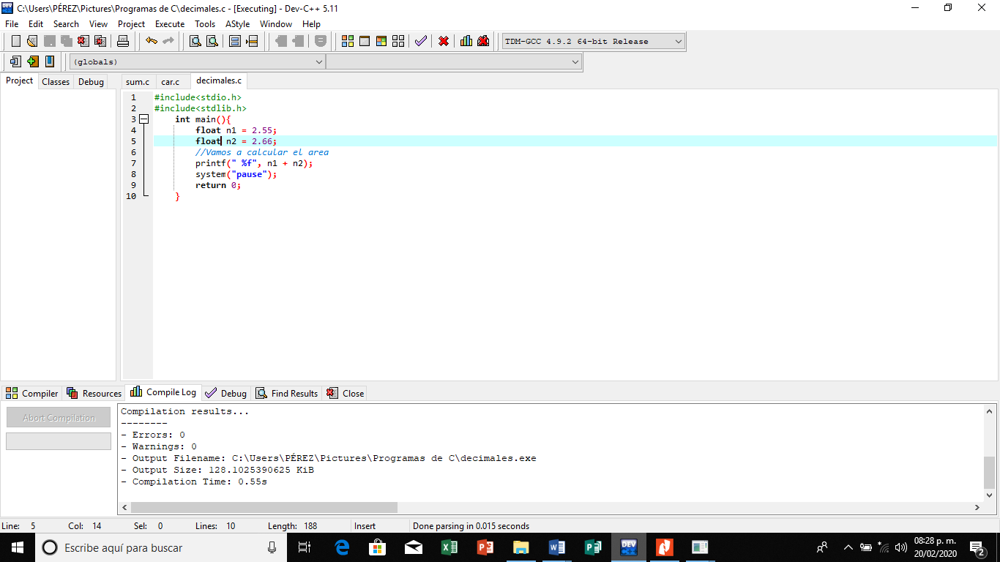 C:\Users\PÉREZ\Pictures\Programas de C\decimales.c - [Executing] - Dev-C++ 5.11
File Edit Search View Project Execute Tools AStyle Window Help
TDM-GCC 4.9.2 64-bit Release
(globals)
Project Classes Debug sum.c car.c decimales.c
1 #include<stdio.h>
2 #include<stdlib.h>
3 int main(){
4 float n1 = 2.55;
5 float n2 = 2.66;
6 //Vamos a calcular el area
7 printf(" %f", n1 + n2);
8 system("pause");
9 return 0;
10 }
Compiler Resources Compile Log Debug Find Results Close
Abort Compilation
Compilation results...
--------
- Errors: 0
- Warnings: 0
- Output Filename: C:\Users\PÉREZ\Pictures\Programas de C\decimales.exe
- Output Size: 128.1025390625 KiB
- Compilation Time: 0.55s
Line: 5 Col: 14 Sel: 0 Lines: 10 Length: 188 Insert Done parsing in 0.015 seconds
Escribe aquí para buscar
DEV
08:28 p. m.
20/02/2020
2